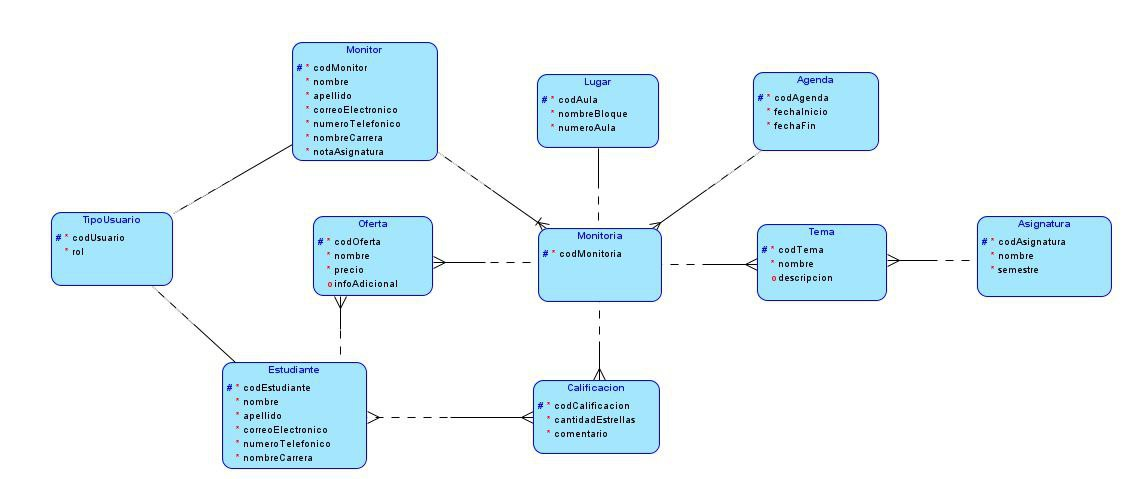 Monitor
# * codMonitor
* nombre
* apellido
* correoElectronico
* numeroTelefonico
* nombreCarrera
* notaAsignatura
Lugar
# * codAula
* nombreBloque
* numeroAula
Agenda
# * codAgenda
* fechaInicio
* fechaFin
TipoUsuario
# * codUsuario
* rol
Oferta
# * codOferta
* nombre
* precio
o infoAdicional
Monitoria
# * codMonitoria
Tema
# * codTema
* nombre
o descripcion
Asignatura
# * codAsignatura
* nombre
* semestre
Estudiante
# * codEstudiante
* nombre
* apellido
* correoElectronico
* numeroTelefonico
* nombreCarrera
Calificacion
# * codCalificacion
* cantidadEstrellas
* comentario